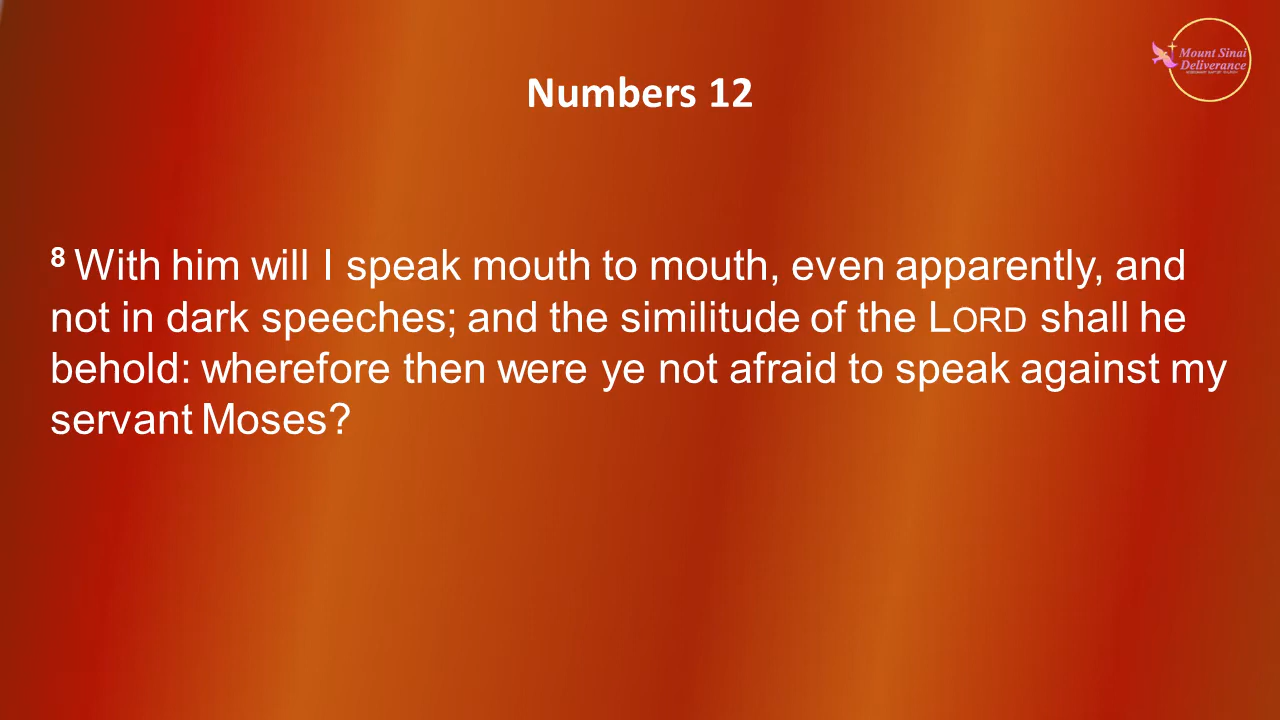 Mount Sinai
Deliverance
Numbers 12
8 With him will I speak mouth to mouth, even apparently, and
not in dark speeches; and the similitude of the LORD shall he
behold: wherefore then were ye not afraid to speak against my
servant Moses?